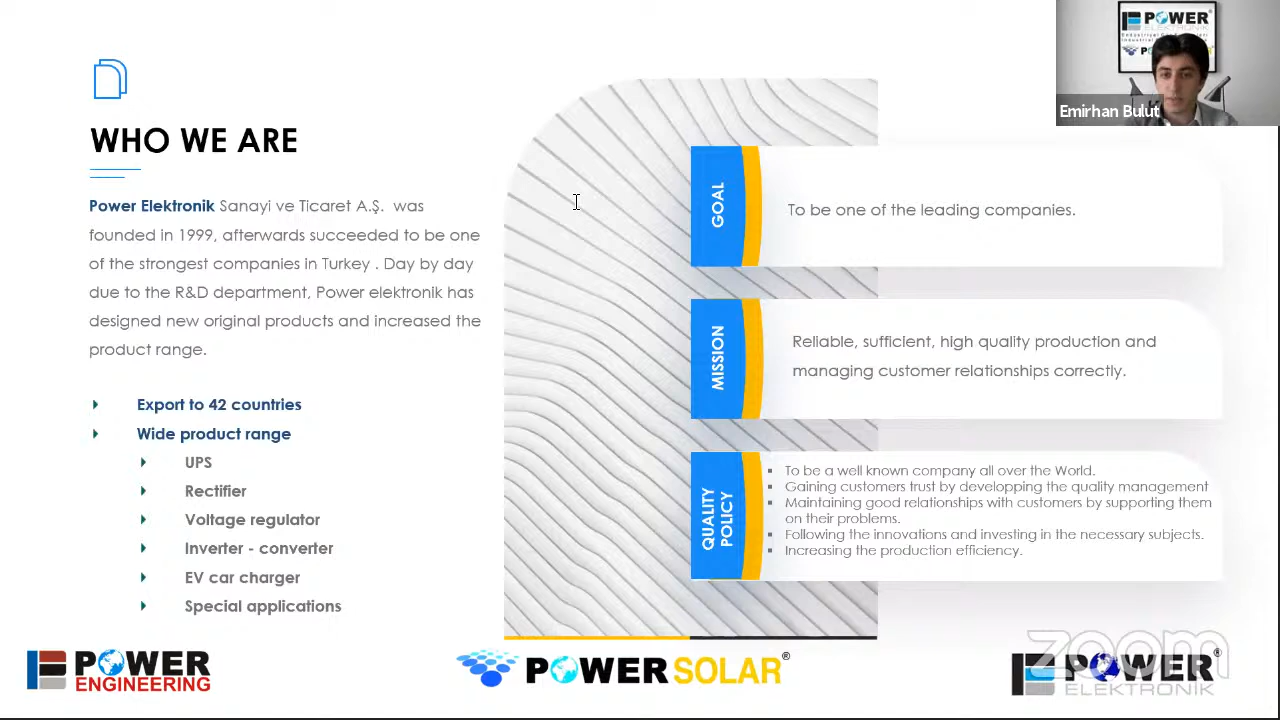 WHO WE ARE
Power Elektronik Sanayi ve Ticaret A.Ş. was
founded in 1999, afterwards succeeded to be one
of the strongest companies in Turkey . Day by day
due to the R&D department, Power elektronik has
designed new original products and increased the
product range.
Export to 42 countries
Wide product range
UPS
Rectifier
Voltage regulator
Inverter - converter
EV car charger
Special applications
GOAL
To be one of the leading companies.
MISSION
Reliable, sufficient, high quality production and
managing customer relationships correctly.
QUALITY
POLICY
To be a well known company all over the World.
Gaining customers trust by developping the quality management
Maintaining good relationships with customers by supporting them
on their problems.
Following the innovations and investing in the necessary subjects.
Increasing the production efficiency.
POWER
ELEKTRONİK
Emirhan Bulut
POWER
ENGINEERING
POWER SOLAR®
zoom
POWER®
ELEKTRONİK